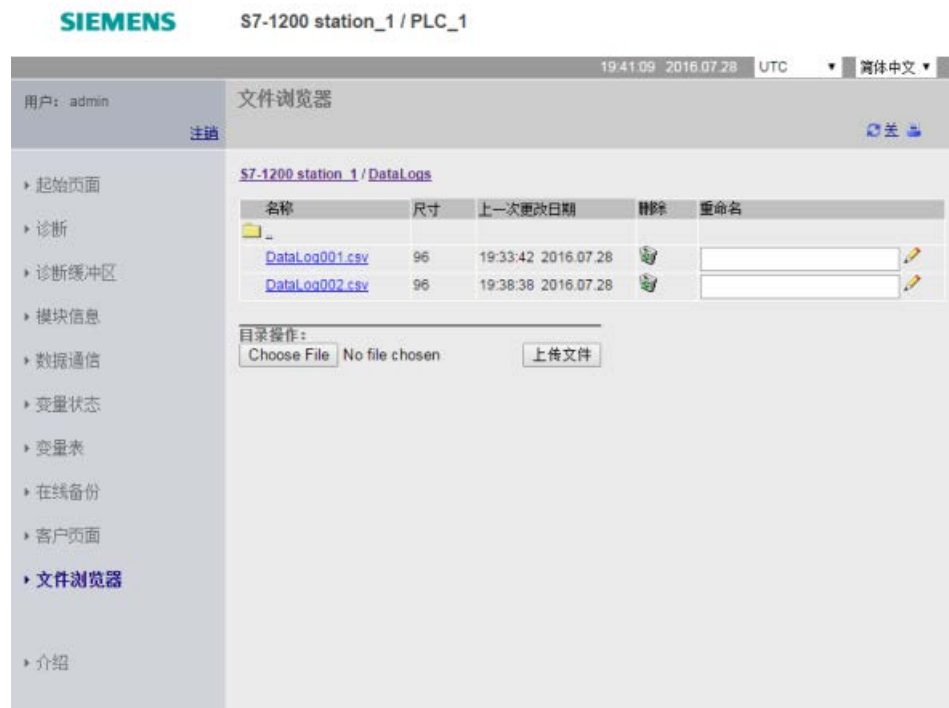 SIEMENS S7-1200 station_1 / PLC_1
19:41:09 2016.07.28 UTC 简体中文
用户: admin
注销
文件浏览器
关
起始页面
诊断
诊断缓冲区
模块信息
数据通信
变量状态
变量表
在线备份
客户页面
文件浏览器
介绍
S7-1200 station_1 / DataLogs
名称 尺寸 上一次更改日期 删除 重命名
..
DataLog001.csv 96 19:33:42 2016.07.28
DataLog002.csv 96 19:38:38 2016.07.28
目录操作:
Choose File No file chosen 上传文件